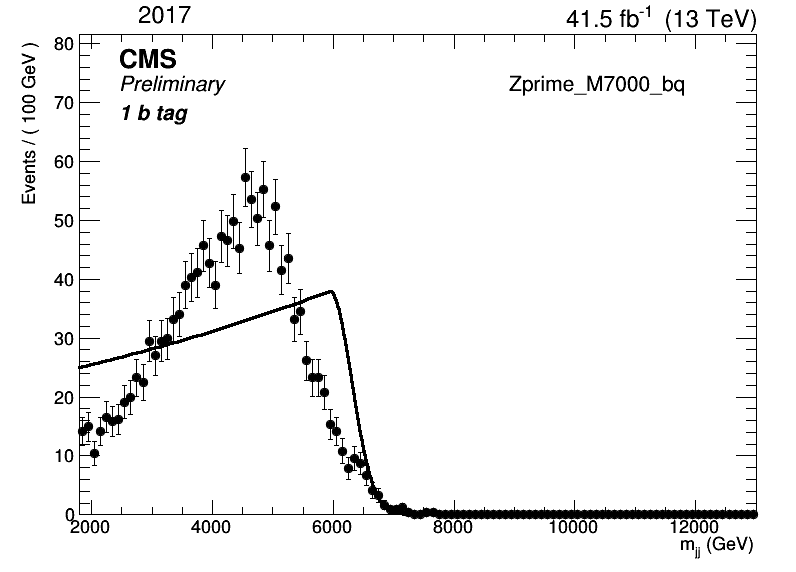 2017 41.5 fb-1 (13 TeV)
CMS
Preliminary
1 b tag
Zprime_M7000_bq
Events / ( 100 GeV )
80
70
60
50
40
30
20
10
0
2000 4000 6000 8000 10000 12000
mjj (GeV)